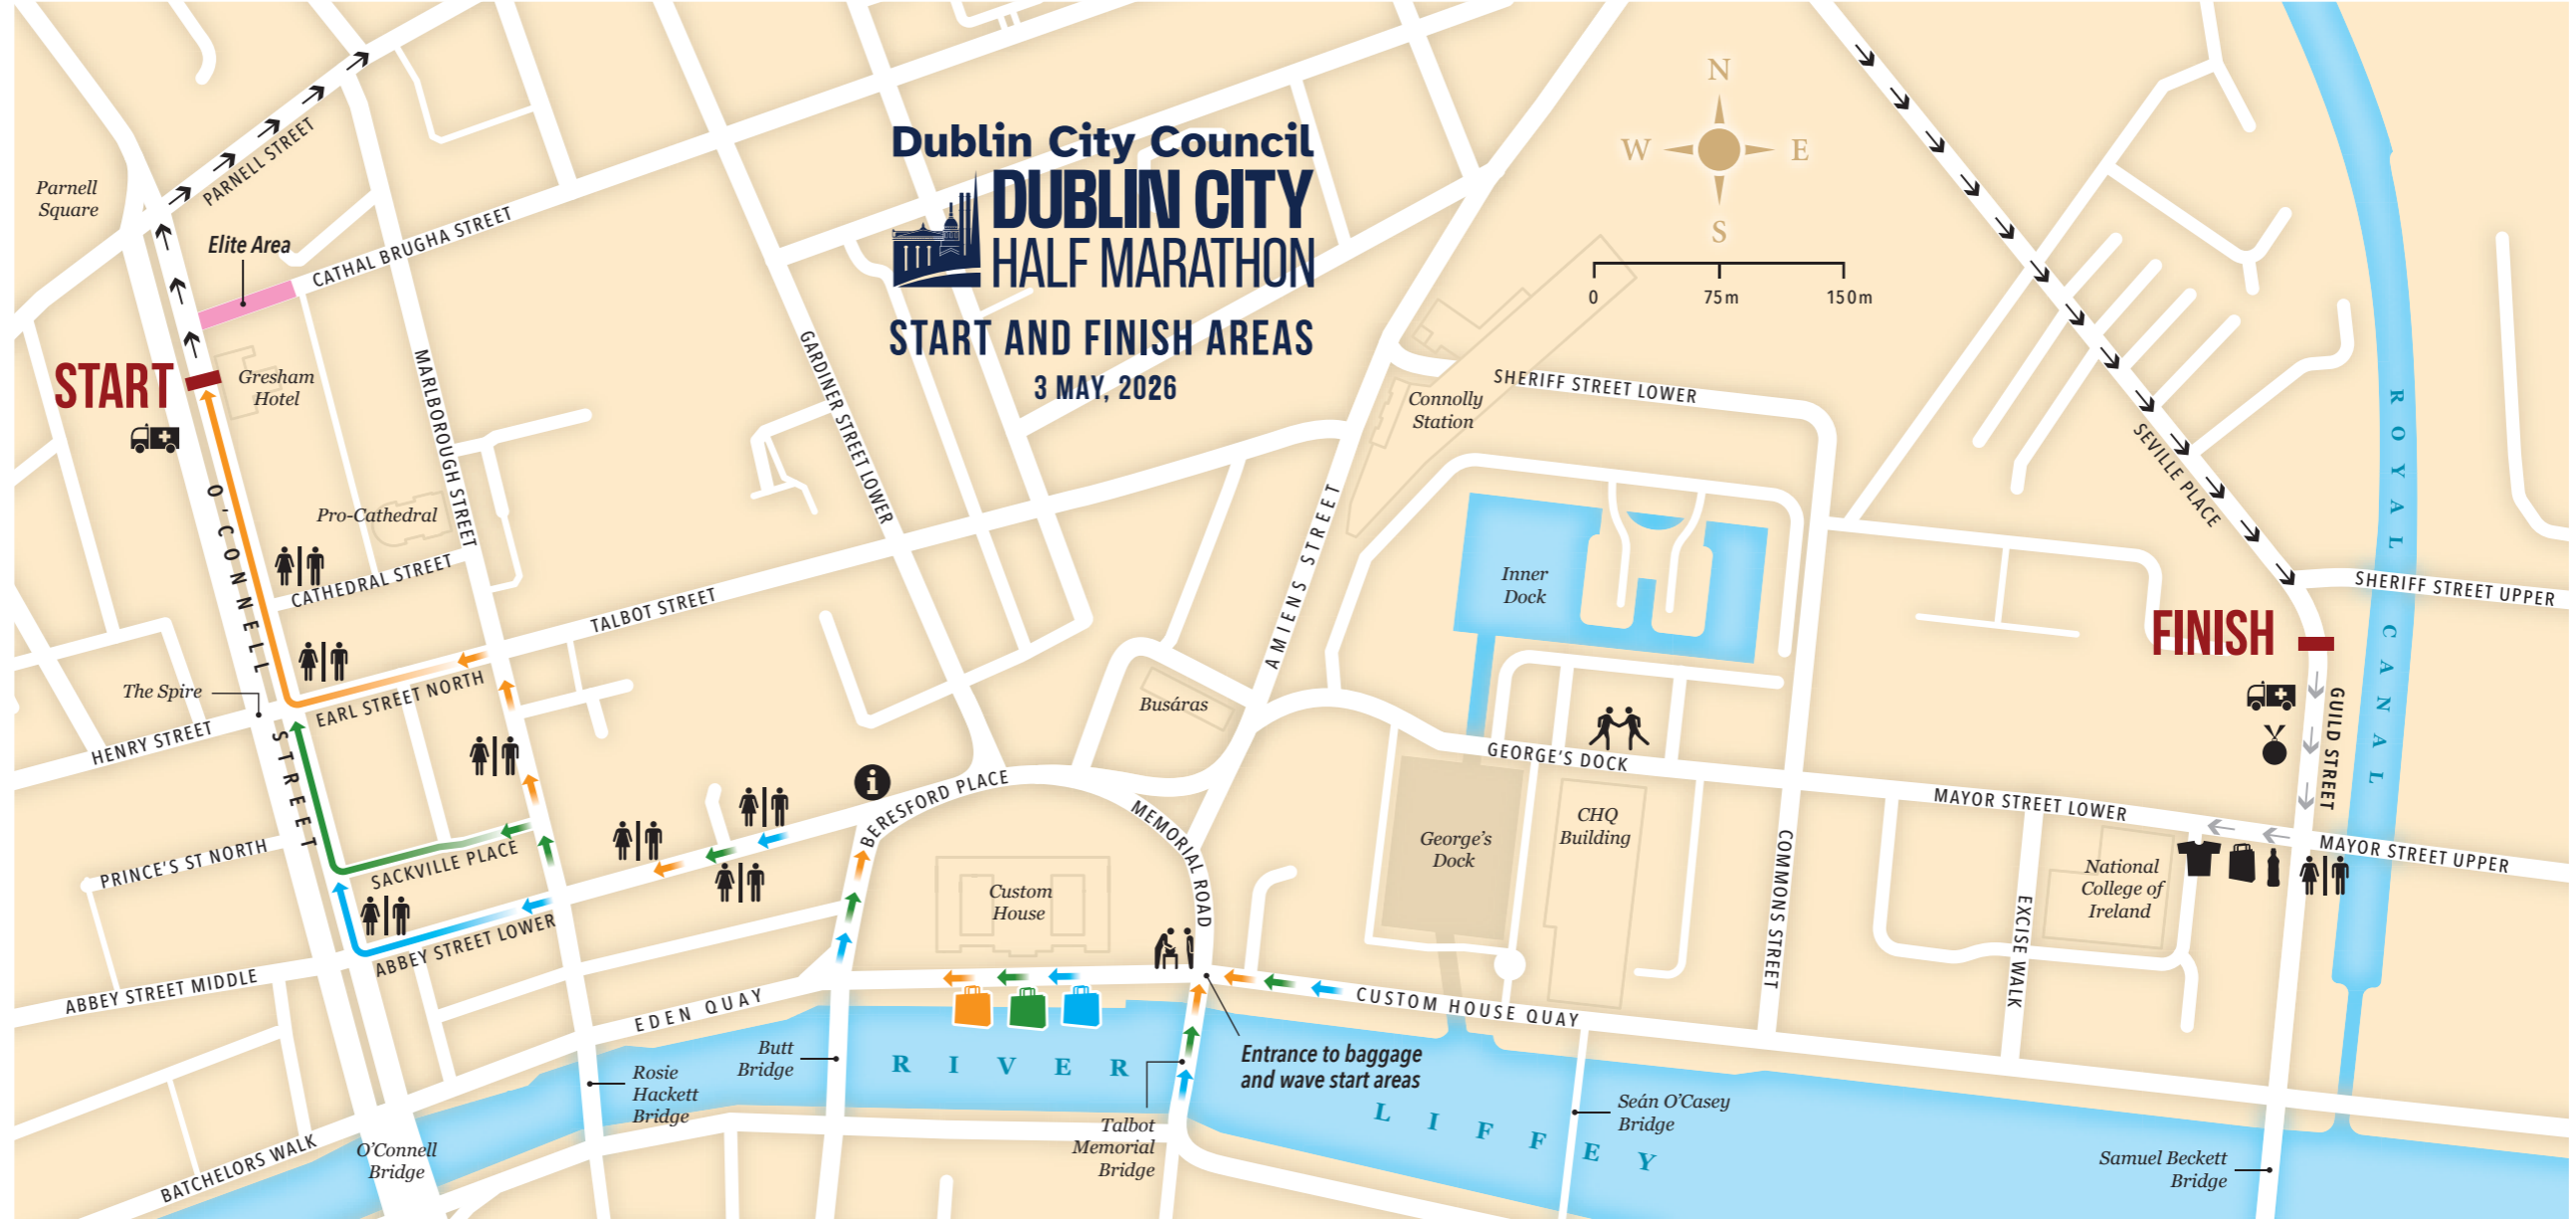 Dublin City Council
DUBLIN CITY
HALF MARATHON
START AND FINISH AREAS
3 MAY, 2026
N
W
E
S
0
75m
150m
Parnell
Square
PARNELL STREET
Elite Area
CATHAL BRUGHA STREET
START
Gresham
Hotel
MARLBOROUGH STREET
GARDINER STREET LOWER
O'CONNELL
STREET
Pro-Cathedral
CATHEDRAL STREET
TALBOT STREET
The Spire
EARL STREET NORTH
HENRY STREET
PRINCE'S ST NORTH
SACKVILLE PLACE
ABBEY STREET LOWER
ABBEY STREET MIDDLE
BATCHELORS WALK
O'Connell
Bridge
EDEN QUAY
Rosie
Hackett
Bridge
Butt
Bridge
i
BERESFORD PLACE
Custom
House
MEMORIAL ROAD
Busáras
AMIENS STREET
Connolly
Station
SHERIFF STREET LOWER
Inner
Dock
GEORGE'S DOCK
George's
Dock
CHQ
Building
COMMONS STREET
CUSTOM HOUSE QUAY
Entrance to baggage
and wave start areas
Talbot
Memorial
Bridge
RIVER
LIFFEY
Seán O'Casey
Bridge
Samuel Beckett
Bridge
EXCISE WALK
National
College of
Ireland
MAYOR STREET LOWER
MAYOR STREET UPPER
GUILD STREET
FINISH
SEVILLE PLACE
SHERIFF STREET UPPER
ROYAL CANAL